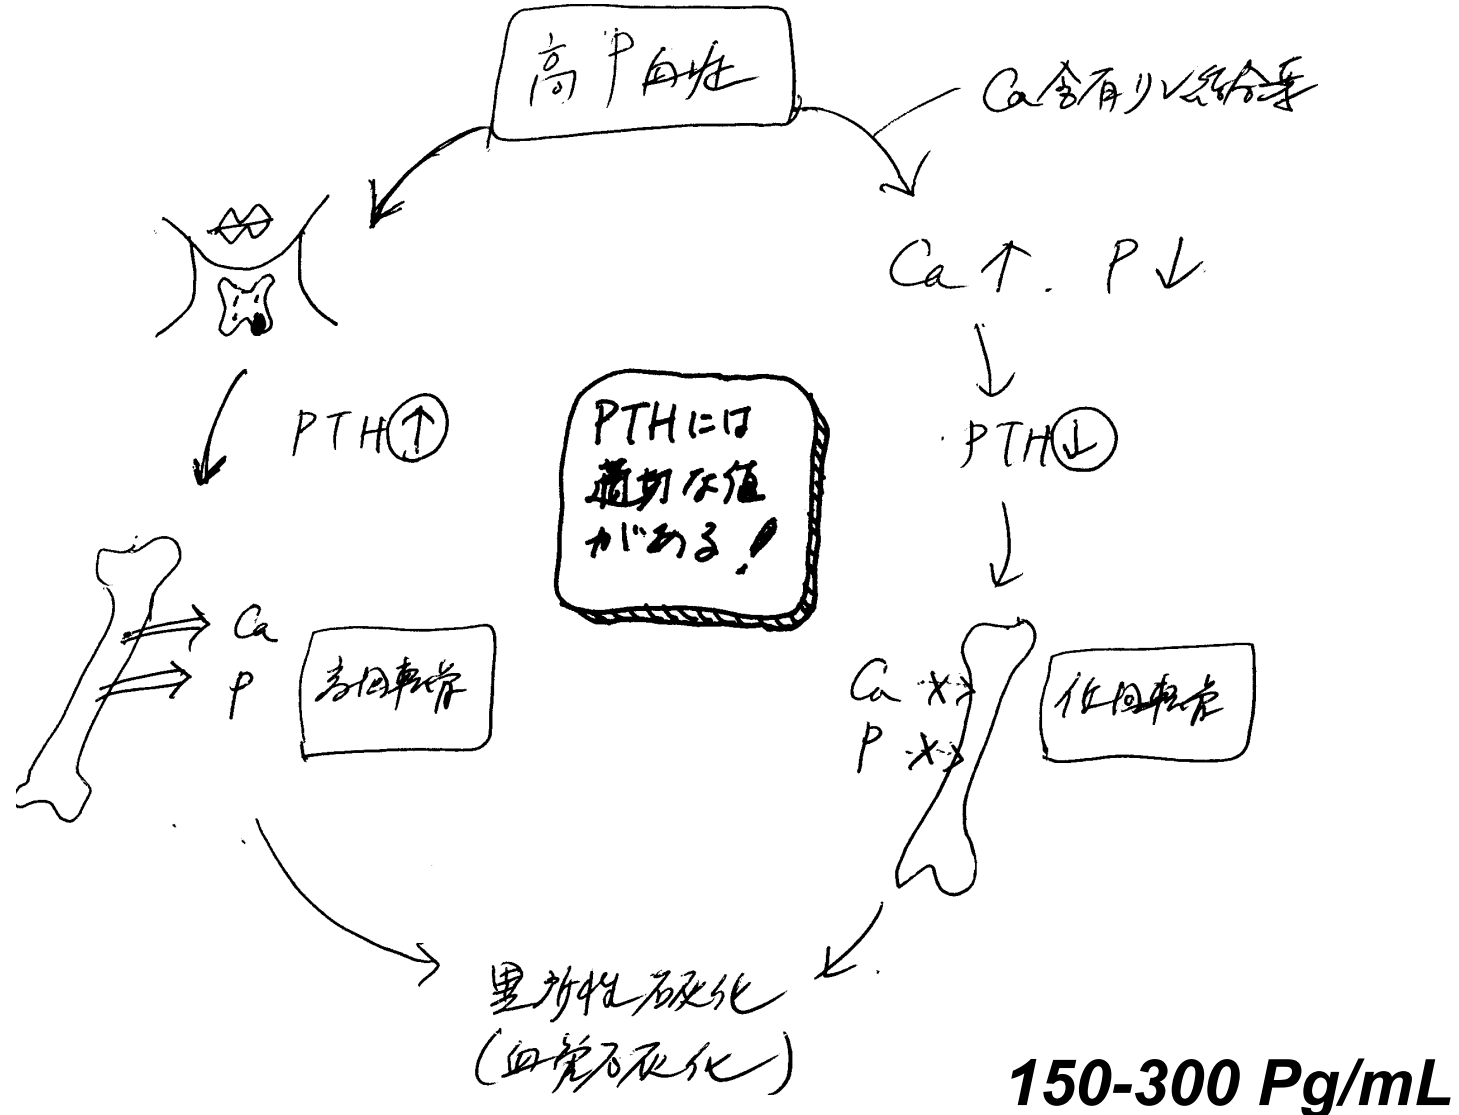 高P血症
Ca含有リン結合薬
Ca↑. P↓
PTH↑
PTH↓
PTHには
適切な値
がある!
Ca
P
高回転骨
Ca
P
低回転骨
異所性石灰化
(血管石灰化)
150-300 Pg/mL